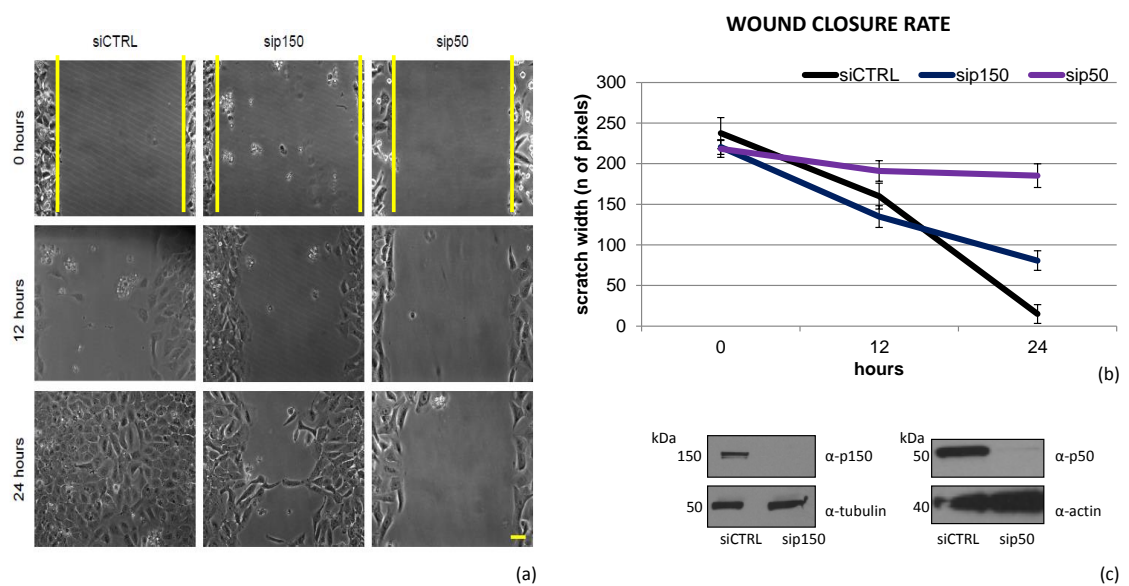 siCTRL sip150 sip50
0 hours
12 hours
24 hours
(a)
WOUND CLOSURE RATE
siCTRL sip150 sip50
scratch width (n of pixels)
300
250
200
150
100
50
0
0 12 24
hours
(b)
kDa
150
α-p150
50
α-tubulin
siCTRL sip150
kDa
50
α-p50
40
α-actin
siCTRL sip50
(c)